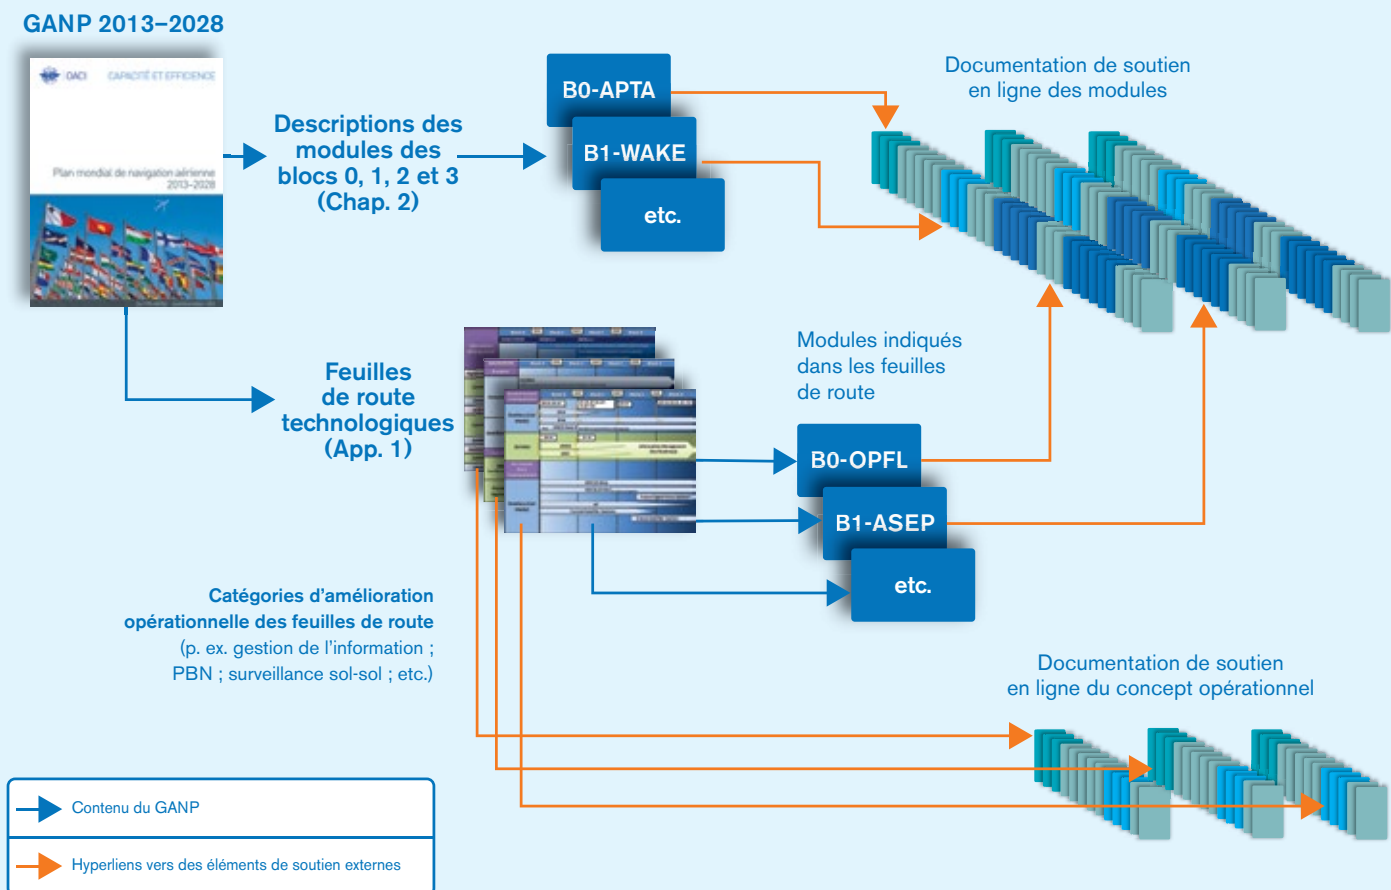 GANP 2013–2028
OACI CAPACITÉ ET EFFICIENCE
Plan mondial de navigation aérienne
2013–2028
Descriptions des
modules des
blocs 0, 1, 2 et 3
(Chap. 2)
B0-APTA
B1-WAKE
etc.
Documentation de soutien
en ligne des modules
Feuilles
de route
technologiques
(App. 1)
Modules indiqués
dans les feuilles
de route
B0-OPFL
B1-ASEP
etc.
Catégories d’amélioration
opérationnelle des feuilles de route
(p. ex. gestion de l’information ;
PBN ; surveillance sol-sol ; etc.)
Documentation de soutien
en ligne du concept opérationnel
Contenu du GANP
Hyperliens vers des éléments de soutien externes